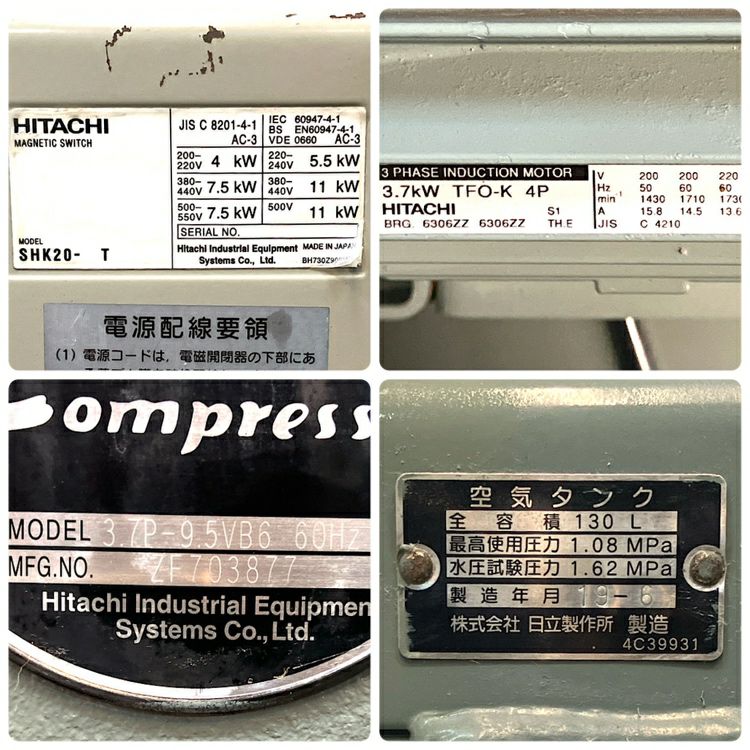 HITACHI
MAGNETIC SWITCH
JIS C 8201-4-1
AC-3
IEC 60947-4-1
BS EN60947-4-1
VDE 0660 AC-3
200-220V 4 kW 220-240V 5.5 kW
380-440V 7.5 kW 380-440V 11 kW
500-550V 7.5 kW 500V 11 kW
SERIAL NO.
MODEL
SHK20- T
Hitachi Industrial Equipment
Systems Co., Ltd.
MADE IN JAPAN
電源配線要領
(1) 電源コードは、電磁開閉器の下部にあ
3 PHASE INDUCTION MOTOR
3.7kW TFO-K 4P
HITACHI S1
BRG. 6306ZZ 6306ZZ TH.E
V 200 200 220
Hz 50 60 60
min-1 1430 1710 1730
A 15.8 14.5 13.6
JIS C 4210
Compress
MODEL 3.7P-9.5VB6 60Hz
MFG.NO. ZF703877
Hitachi Industrial Equipmen
Systems Co., Ltd.
空気タンク
全容積 130 L
最高使用圧力 1.08 MPa
水圧試験圧力 1.62 MPa
製造年月 19-6
株式会社 日立製作所 製造
4C39931